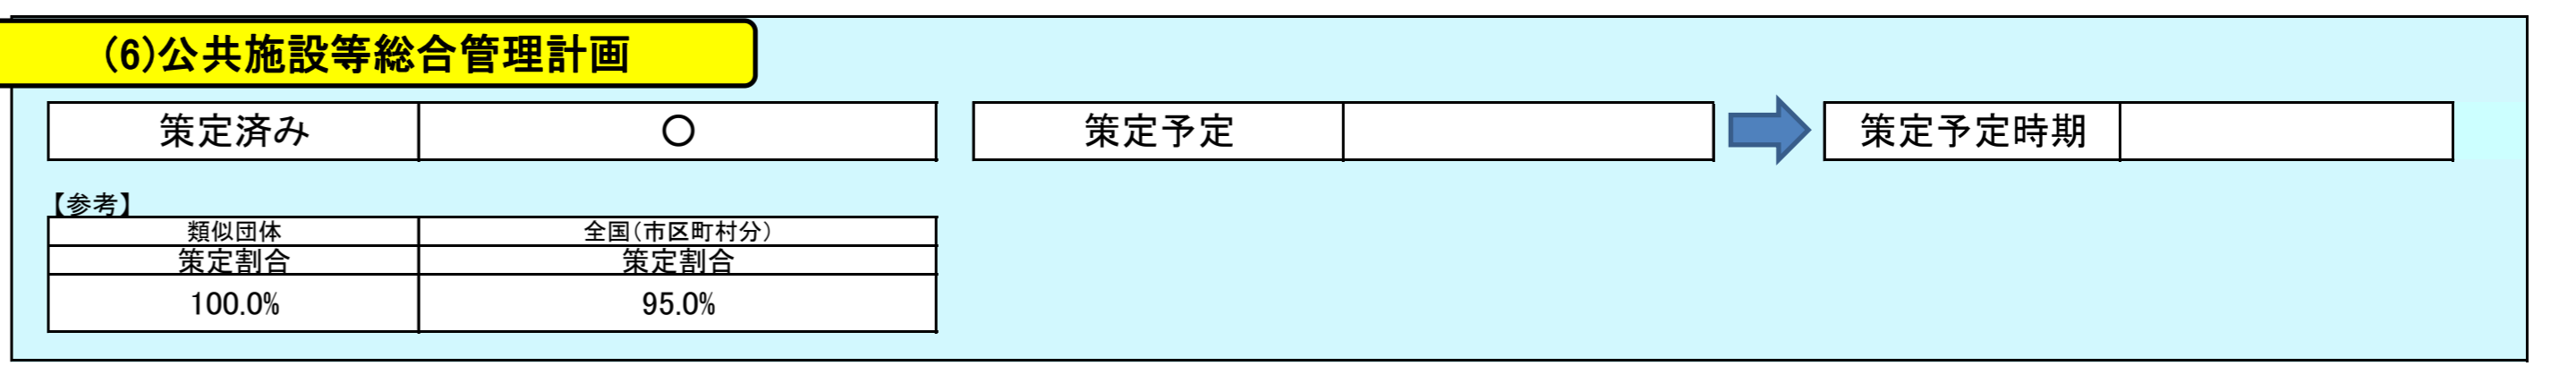 (6)公共施設等総合管理計画
策定済み 〇 策定予定 策定予定時期
【参考】
類似団体 全国(市区町村分)
策定割合 策定割合
100.0% 95.0%